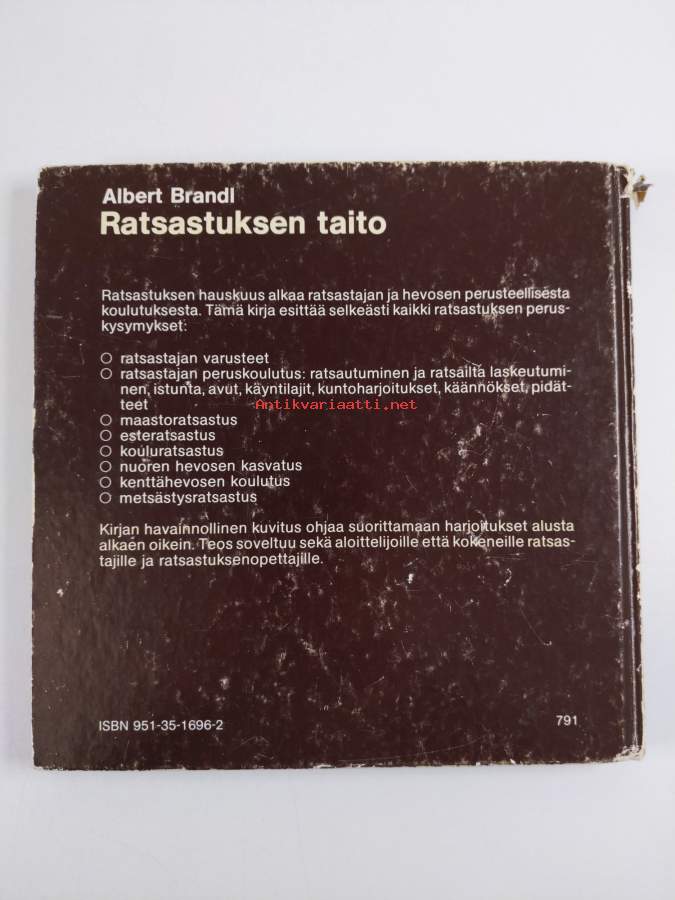 Albert Brandl
Ratsastuksen taito
Ratsastuksen hauskuus alkaa ratsastajan ja hevosen perusteellisesta
koulutuksesta. Tämä kirja esittää selkeästi kaikki ratsastuksen perus-
kysymykset:
○ ratsastajan varusteet
○ ratsastajan peruskoulutus: ratsautuminen ja ratsailta laskeutumi-
nen, istunta, avut, käyntilajit, kuntoharjoitukset, käännökset, pidät-
teet
Antikvariaatti.net
○ maastoratsastus
○ esteratsastus
○ kouluratsastus
○ nuoren hevosen kasvatus
○ kenttähevosen koulutus
○ metsästysratsastus
Kirjan havainnollinen kuvitus ohjaa suorittamaan harjoitukset alusta
alkaen oikein. Teos soveltuu sekä aloittelijoille että kokeneille ratsas-
tajille ja ratsastuksenopettajille.
ISBN 951-35-1696-2
791